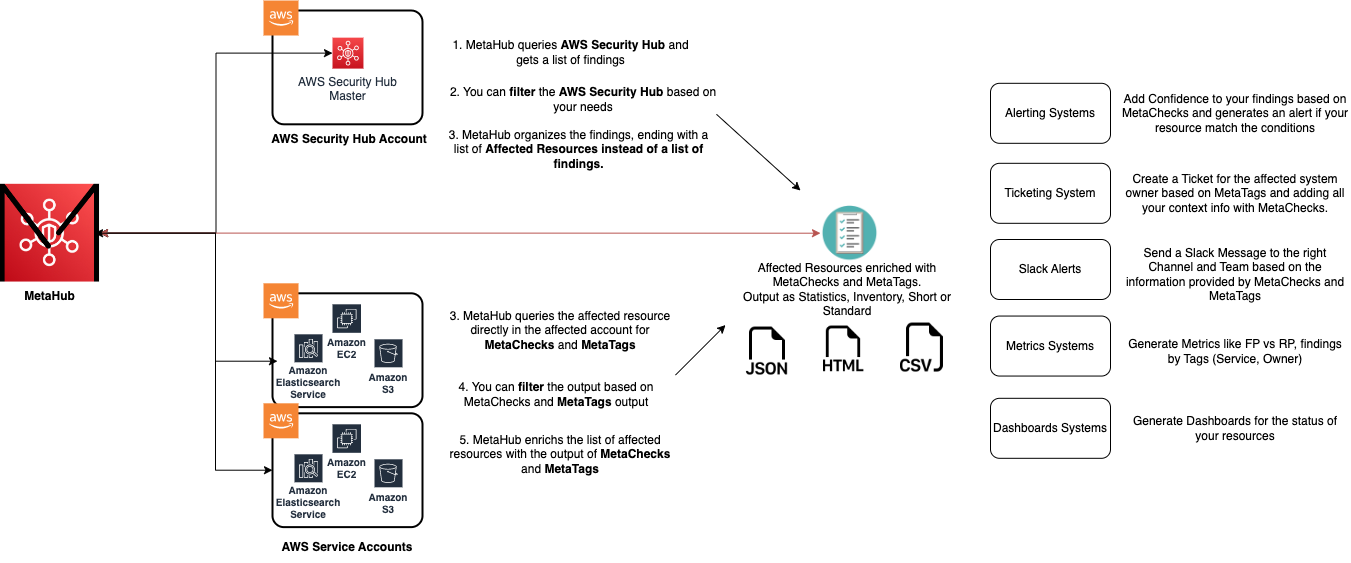 aws
AWS Security Hub
Master
AWS Security Hub Account
1. MetaHub queries AWS Security Hub and
gets a list of findings
2. You can filter the AWS Security Hub based on
your needs
3. MetaHub organizes the findings, ending with a
list of Affected Resources instead of a list of
findings.
MetaHub
Affected Resources enriched with
MetaChecks and MetaTags.
Output as Statistics, Inventory, Short or
Standard
JSON
HTML
CSV
aws
Amazon
EC2
Amazon
Elasticsearch
Service
Amazon
S3
aws
Amazon
EC2
Amazon
Elasticsearch
Service
Amazon
S3
AWS Service Accounts
3. MetaHub queries the affected resource
directly in the affected account for
MetaChecks and MetaTags
4. You can filter the output based on
MetaChecks and MetaTags output
5. MetaHub enrichs the list of affected
resources with the output of MetaChecks
and MetaTags
Alerting Systems
Add Confidence to your findings based on
MetaChecks and generates an alert if your
resource match the conditions
Ticketing System
Create a Ticket for the affected system
owner based on MetaTags and adding all
your context info with MetaChecks.
Slack Alerts
Send a Slack Message to the right
Channel and Team based on the
information provided by MetaChecks and
MetaTags
Metrics Systems
Generate Metrics like FP vs RP, findings
by Tags (Service, Owner)
Dashboards Systems
Generate Dashboards for the status of
your resources